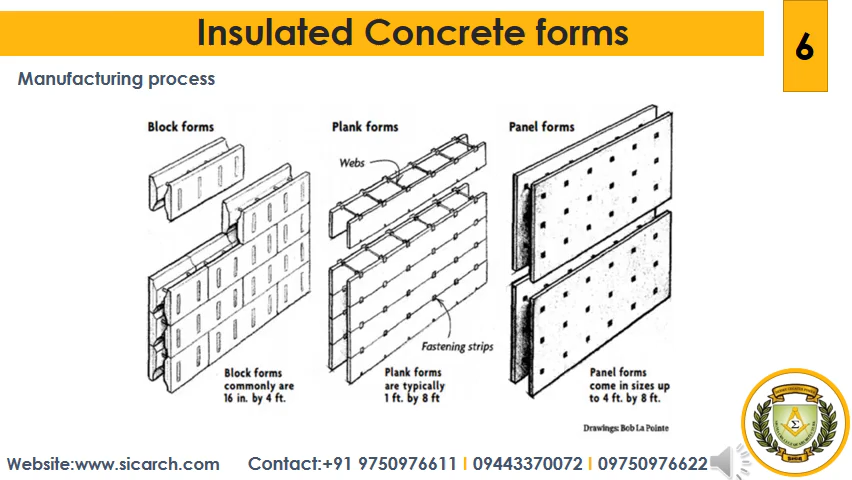 Insulated Concrete forms
6
Manufacturing process
Block forms
Plank forms
Panel forms
Webs
Fastening strips
Block forms
commonly are
16 in. by 4 ft.
Plank forms
are typically
1 ft. by 8 ft
Panel forms
come in sizes up
to 4 ft. by 8 ft.
Drawings: Bob La Pointe
Website:www.sicarch.com Contact:+91 9750976611 I 09443370072 I 09750976622